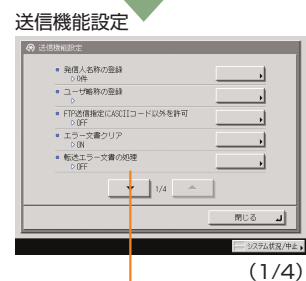 送信機能設定
送信機能設定
発信人名称の登録
▷ 0件
ユーザ略称の登録
▷
FTP送信指定にASCIIコード以外を許可
▷ OFF
エラー文書クリア
▷ ON
転送エラー文書の処理
▷ OFF
▼ 1/4 ▲
閉じる
システム状況/中止
(1/4)